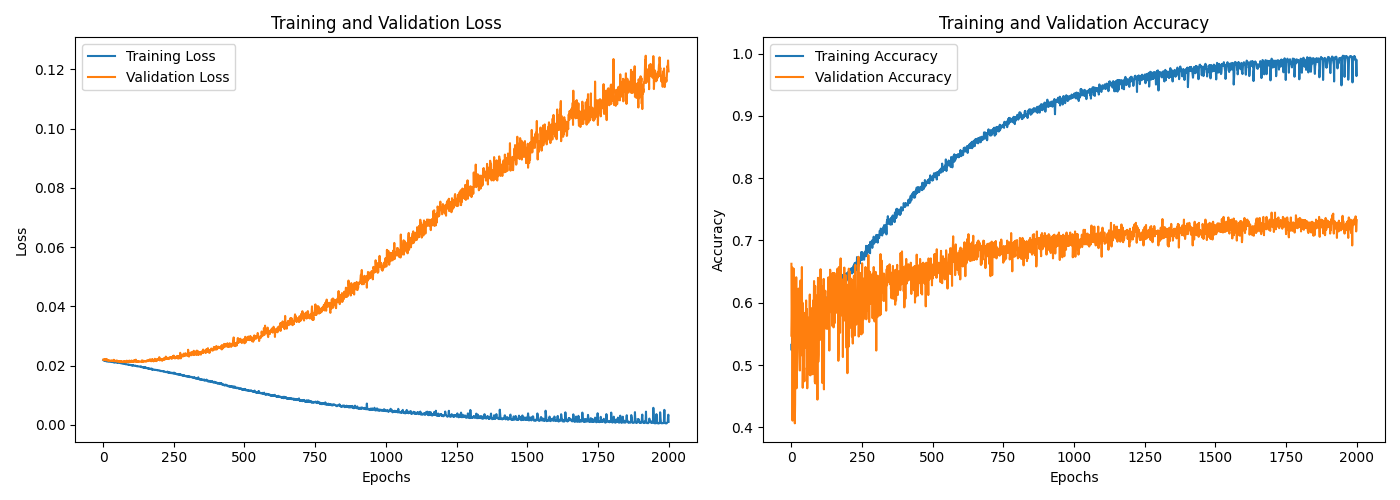 Training and Validation Loss
Training Loss
Validation Loss
Loss
0.12
0.10
0.08
0.06
0.04
0.02
0.00
0 250 500 750 1000 1250 1500 1750 2000
Epochs
Training and Validation Accuracy
Training Accuracy
Validation Accuracy
Accuracy
1.0
0.9
0.8
0.7
0.6
0.5
0.4
0 250 500 750 1000 1250 1500 1750 2000
Epochs